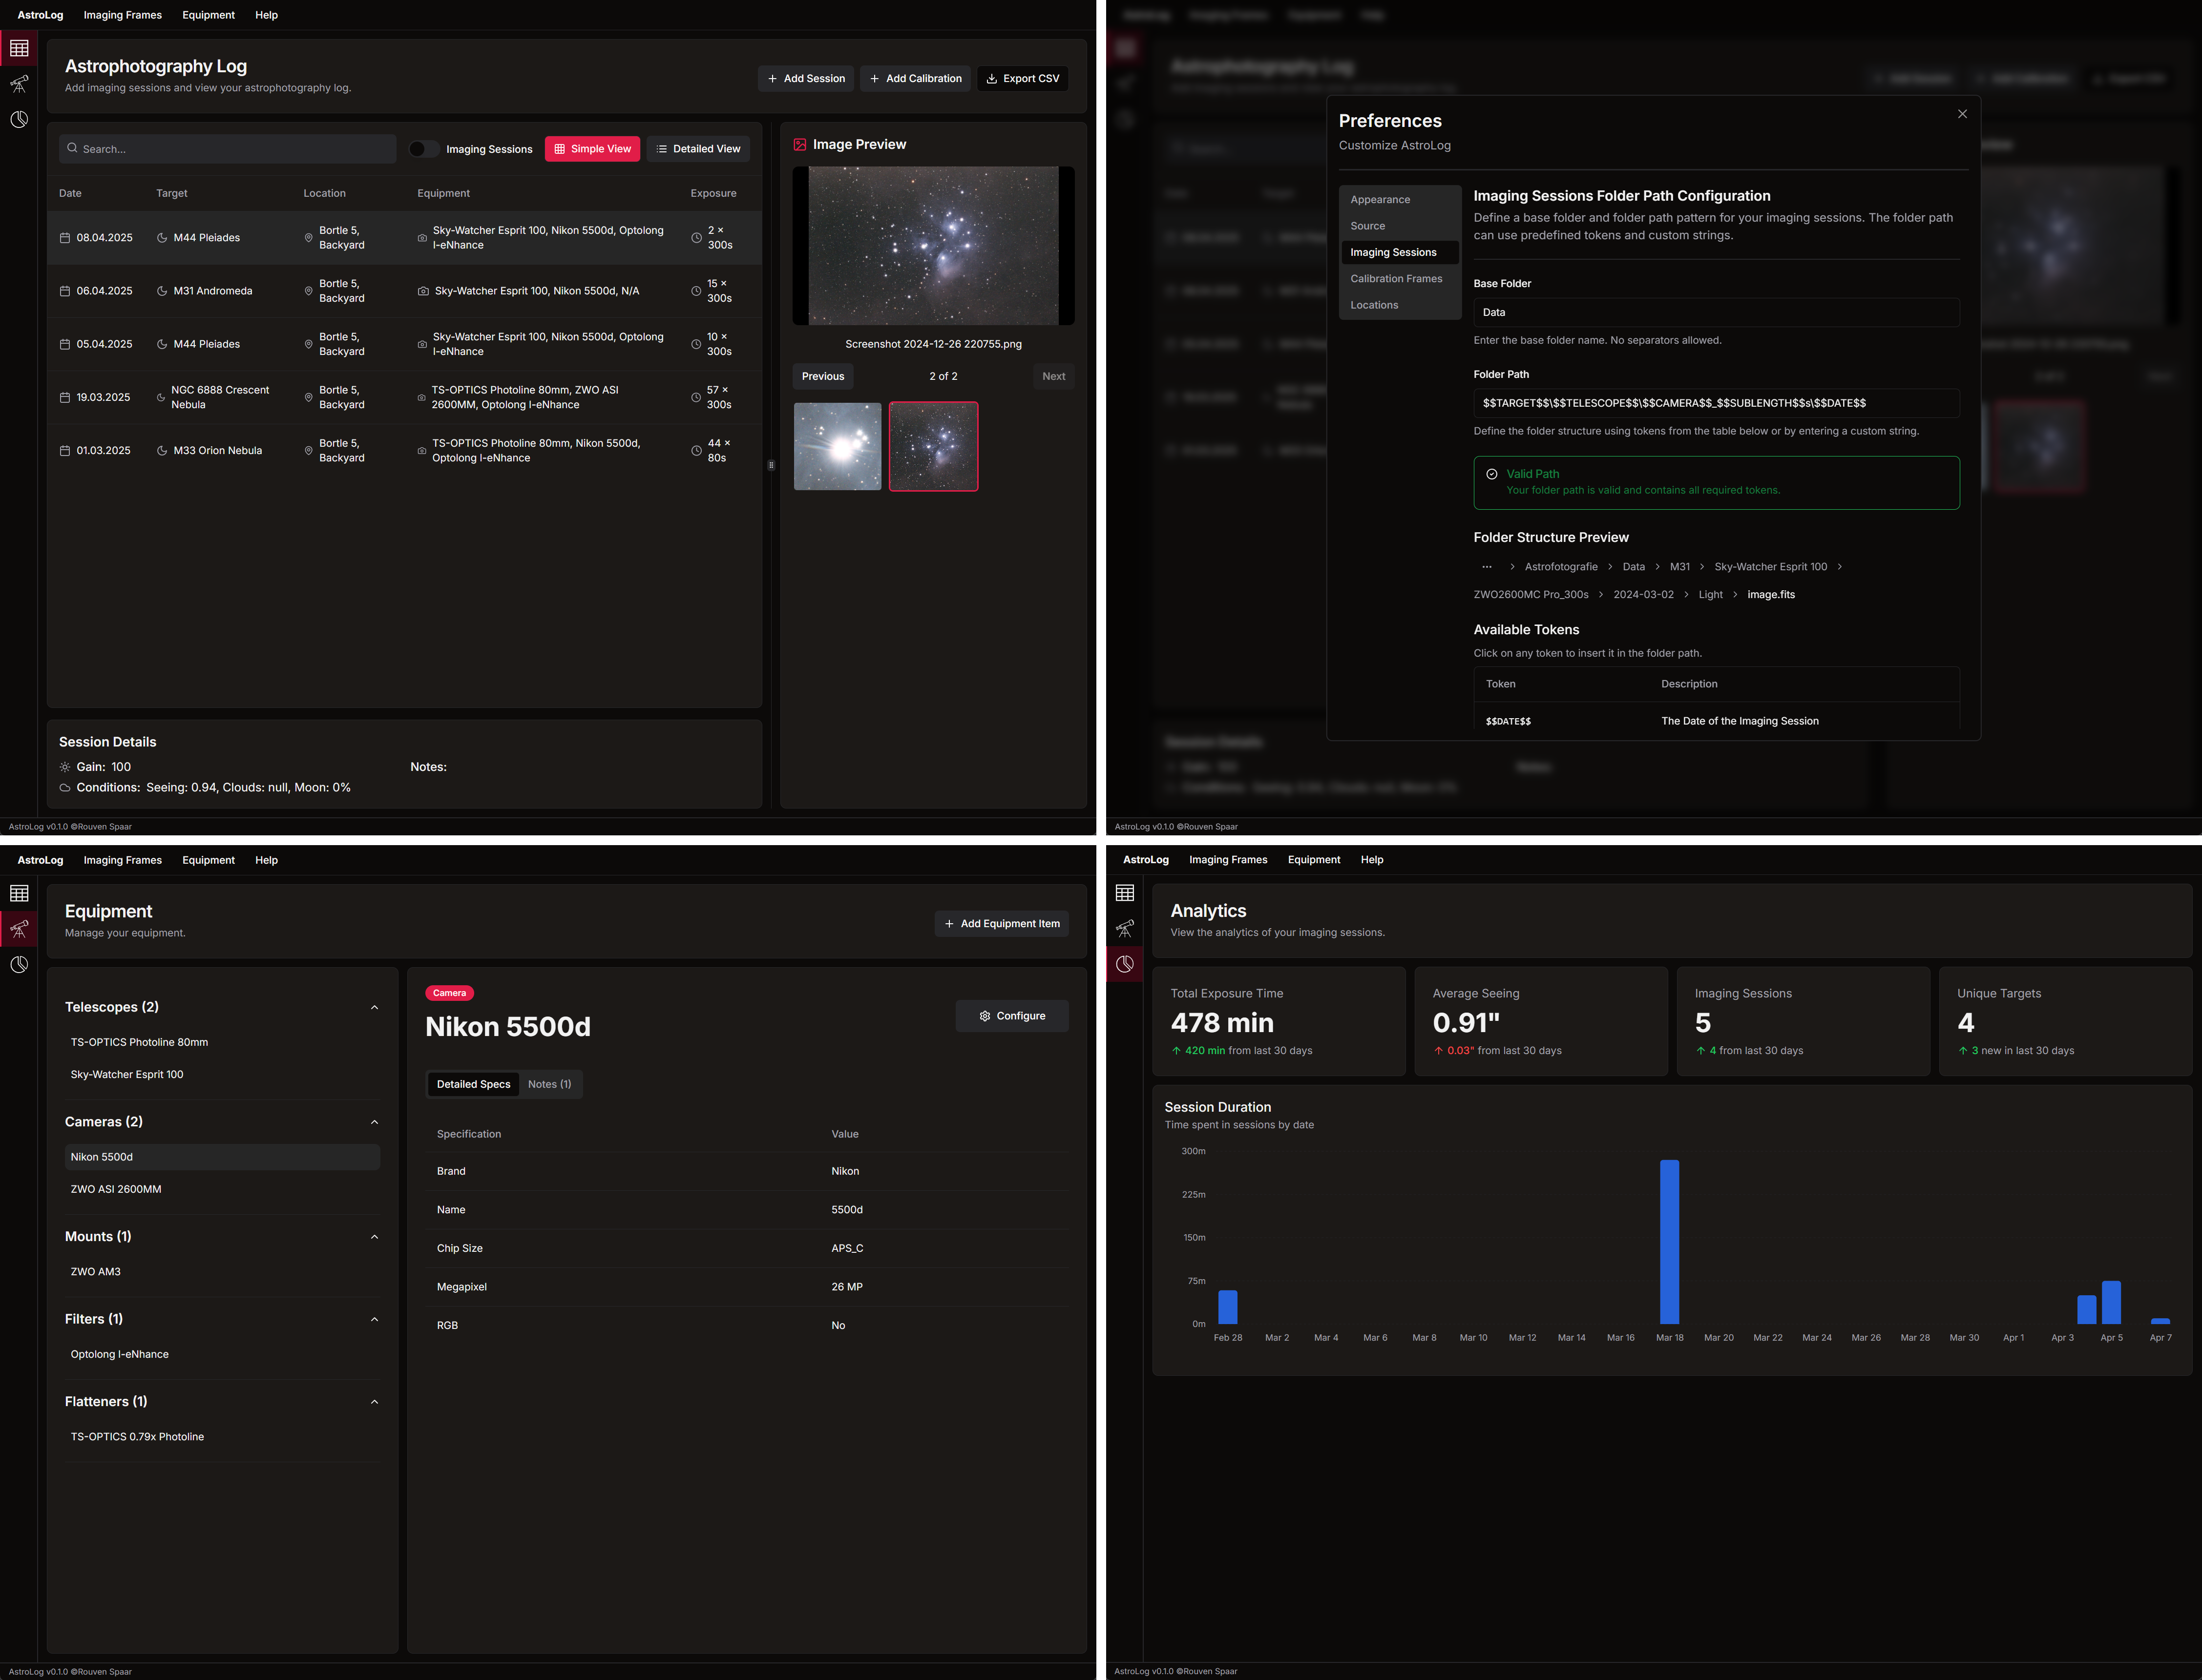 AstroLog Imaging Frames Equipment Help
Astrophotography Log
Add imaging sessions and view your astrophotography log.
Add Session Add Calibration Export CSV
Search... Imaging Sessions Simple View Detailed View
Date Target Location Equipment Exposure
08.04.2025 M44 Pleiades Bortle 5, Backyard Sky-Watcher Esprit 100, Nikon 5500d, Optolong l-eNhance 2 × 300s
06.04.2025 M31 Andromeda Bortle 5, Backyard Sky-Watcher Esprit 100, Nikon 5500d, N/A 15 × 300s
05.04.2025 M44 Pleiades Bortle 5, Backyard Sky-Watcher Esprit 100, Nikon 5500d, Optolong l-eNhance 10 × 300s
19.03.2025 NGC 6888 Crescent Nebula Bortle 5, Backyard TS-OPTICS Photoline 80mm, ZWO ASI 2600MM, Optolong l-eNhance 57 × 300s
01.03.2025 M33 Orion Nebula Bortle 5, Backyard TS-OPTICS Photoline 80mm, Nikon 5500d, Optolong l-eNhance 44 × 80s
Image Preview
Screenshot 2024-12-26 220755.png
Previous 2 of 2 Next
Session Details
Gain: 100 Notes:
Conditions: Seeing: 0.94, Clouds: null, Moon: 0%
AstroLog v0.1.0 ©Rouven Spaar
Preferences
Customize AstroLog
Appearance
Source
Imaging Sessions
Calibration Frames
Locations
Imaging Sessions Folder Path Configuration
Define a base folder and folder path pattern for your imaging sessions. The folder path
can use predefined tokens and custom strings.
Base Folder
Data
Enter the base folder name. No separators allowed.
Folder Path
$$TARGET$$\$$TELESCOPE$$\$$CAMERA$$_$$SUBLENGTH$$s\$$DATE$$
Define the folder structure using tokens from the table below or by entering a custom string.
Valid Path
Your folder path is valid and contains all required tokens.
Folder Structure Preview
... > Astrofotografie > Data > M31 > Sky-Watcher Esprit 100 >
ZWO2600MC Pro_300s > 2024-03-02 > Light > image.fits
Available Tokens
Click on any token to insert it in the folder path.
Token Description
$$DATE$$ The Date of the Imaging Session
AstroLog v0.1.0 ©Rouven Spaar
AstroLog Imaging Frames Equipment Help
Equipment
Manage your equipment.
Add Equipment Item
Telescopes (2)
TS-OPTICS Photoline 80mm
Sky-Watcher Esprit 100
Cameras (2)
Nikon 5500d
ZWO ASI 2600MM
Mounts (1)
ZWO AM3
Filters (1)
Optolong l-eNhance
Flatteners (1)
TS-OPTICS 0.79x Photoline
Camera
Nikon 5500d
Configure
Detailed Specs Notes (1)
Specification Value
Brand Nikon
Name 5500d
Chip Size APS_C
Megapixel 26 MP
RGB No
AstroLog v0.1.0 ©Rouven Spaar
AstroLog Imaging Frames Equipment Help
Analytics
View the analytics of your imaging sessions.
Total Exposure Time Average Seeing Imaging Sessions Unique Targets
478 min 0.91" 5 4
420 min from last 30 days 0.03" from last 30 days 4 from last 30 days 3 new in last 30 days
Session Duration
Time spent in sessions by date
300m
225m
150m
75m
0m
Feb 28 Mar 2 Mar 4 Mar 6 Mar 8 Mar 10 Mar 12 Mar 14 Mar 16 Mar 18 Mar 20 Mar 22 Mar 24 Mar 26 Mar 28 Mar 30 Apr 1 Apr 3 Apr 5 Apr 7
AstroLog v0.1.0 ©Rouven Spaar